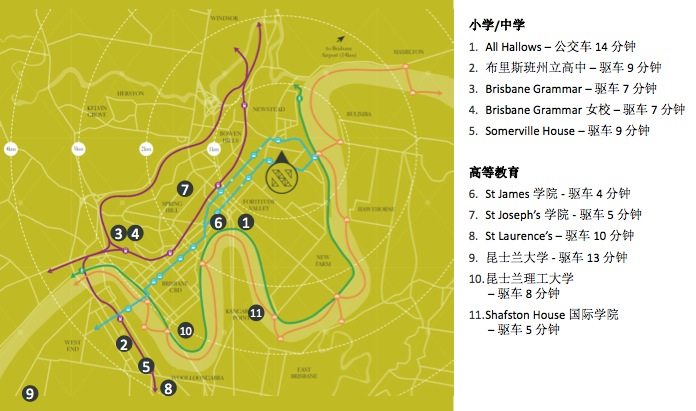 WINDSOR
To Brisbane
Airport (14km)
HAMILTON
HERSTON
KELVIN
GROVE
NEWSTEAD
BULIMBA
BOWEN
HILLS
4km
3km
2km
1km
7
SPRING
HILL
FORTITUDE
VALLEY
HAWTHORNE
6
1
3
4
NEW
FARM
BRISBANE
CBD
KANGAROO
POINT
11
10
WEST
END
2
5
8
WOOLLOONGABBA
EAST
BRISBANE
9
小学/中学
1. All Hallows – 公交车 14 分钟
2. 布里斯班州立高中 – 驱车 9 分钟
3. Brisbane Grammar – 驱车 7 分钟
4. Brisbane Grammar 女校 – 驱车 7 分钟
5. Somerville House – 驱车 9 分钟
高等教育
6. St James 学院 - 驱车 4 分钟
7. St Joseph's 学院 - 驱车 5 分钟
8. St Laurence's – 驱车 10 分钟
9. 昆士兰大学 - 驱车 13 分钟
10. 昆士兰理工大学
– 驱车 8 分钟
11. Shafston House 国际学院
– 驱车 5 分钟